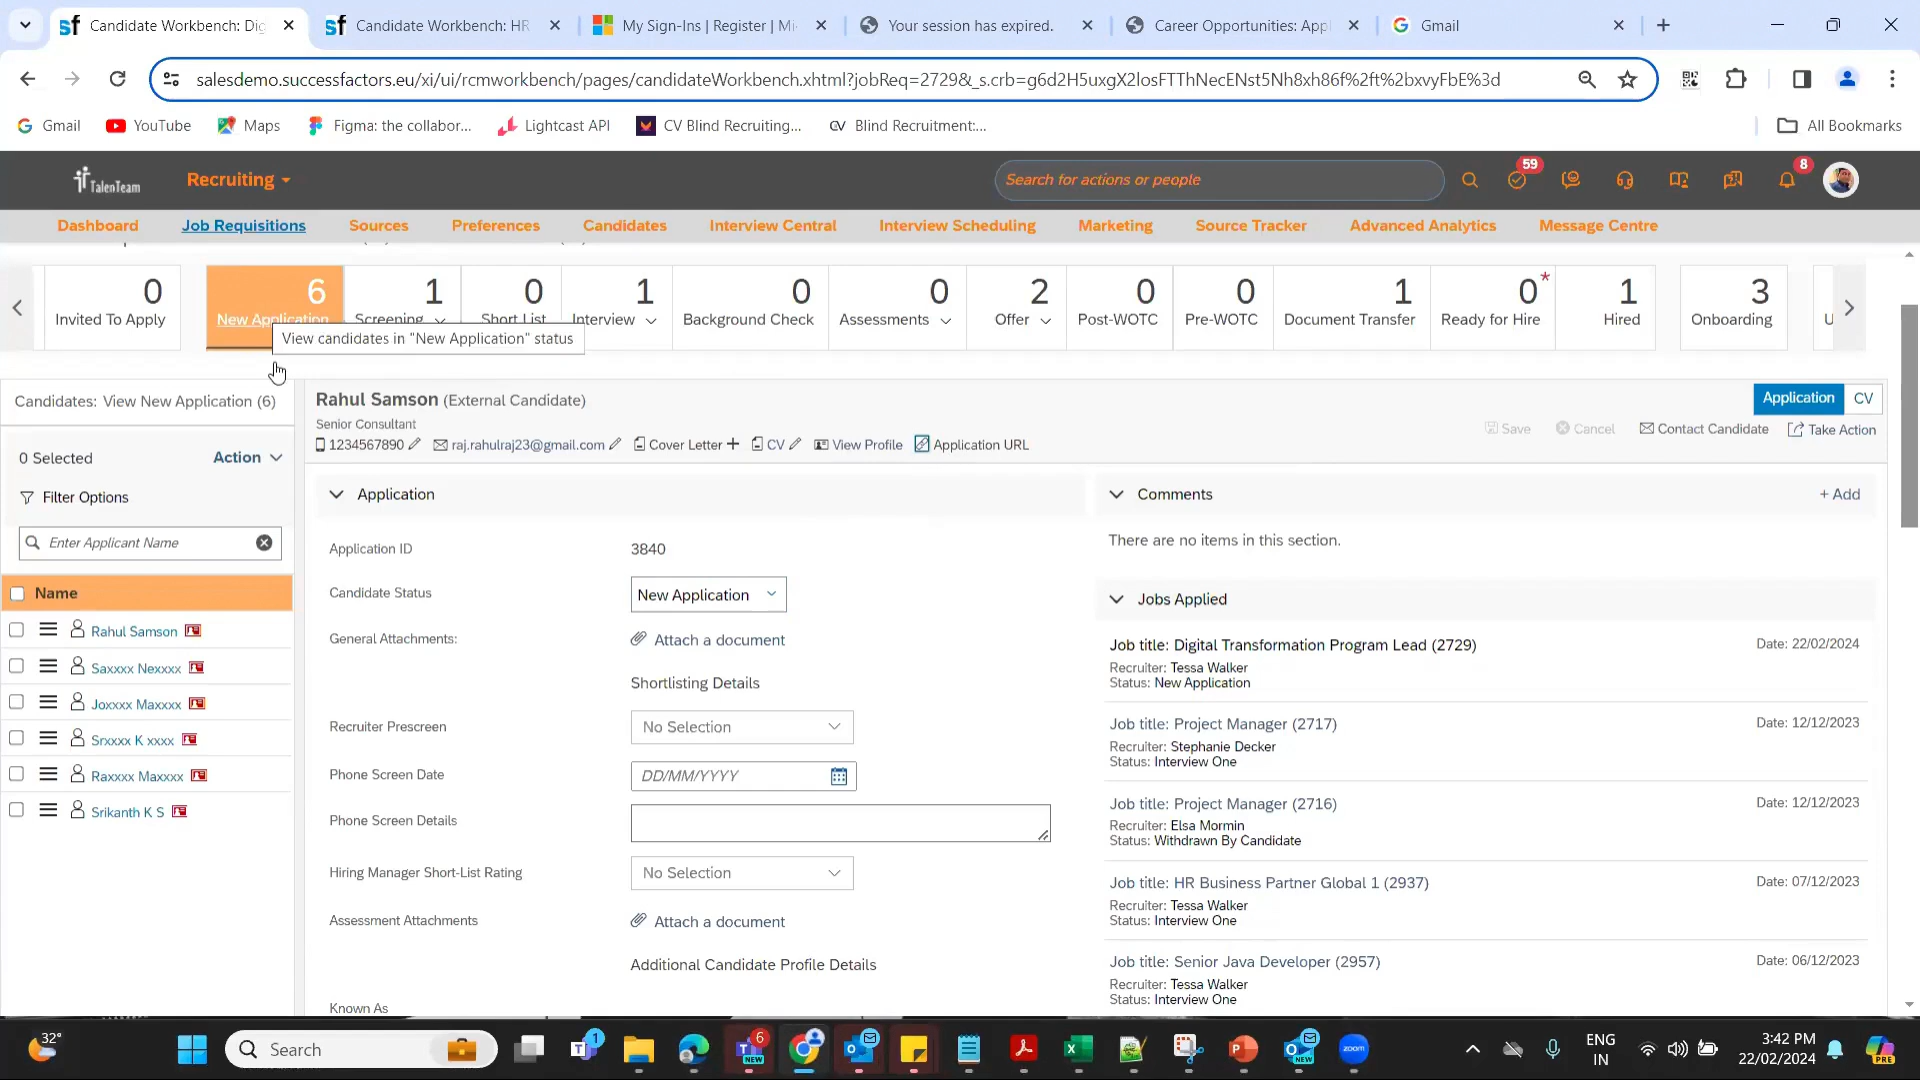 Candidate Workbench: Dig
Candidate Workbench: HR
My Sign-Ins | Register | Mi
Your session has expired.
Career Opportunities: Appl
Gmail
salesdemo.successfactors.eu/xi/ui/rcmworkbench/pages/candidateWorkbench.xhtml?jobReq=2729&_s.crb=g6d2H5uxgX2losFTThNecENst5Nh8xh86f%2ft%2bxvyFbE%3d
Gmail
YouTube
Maps
Figma: the collabor...
Lightcast API
CV Blind Recruiting...
Blind Recruitment:...
All Bookmarks
TalenTeam
Recruiting
Search for actions or people
59
8
Dashboard
Job Requisitions
Sources
Preferences
Candidates
Interview Central
Interview Scheduling
Marketing
Source Tracker
Advanced Analytics
Message Centre
0
Invited To Apply
6
New Application
1
Screening
0
Short List
1
Interview
0
Background Check
0
Assessments
2
Offer
0
Post-WOTC
0
Pre-WOTC
1
Document Transfer
0*
Ready for Hire
1
Hired
3
Onboarding
View candidates in "New Application" status
Candidates: View New Application (6)
0 Selected
Action
Filter Options
Enter Applicant Name
Name
Rahul Samson
Saxxxx Nexxxx
Joxxxx Maxxxx
Srxxxx K xxxx
Raxxxx Maxxxx
Srikanth K S
Rahul Samson (External Candidate)
Senior Consultant
1234567890
raj.rahulraj23@gmail.com
Cover Letter
CV
View Profile
Application URL
Application
CV
Save
Cancel
Contact Candidate
Take Action
Application
Application ID
3840
Candidate Status
New Application
General Attachments:
Attach a document
Shortlisting Details
Recruiter Prescreen
No Selection
Phone Screen Date
DD/MM/YYYY
Phone Screen Details
Hiring Manager Short-List Rating
No Selection
Assessment Attachments
Attach a document
Additional Candidate Profile Details
Known As
Comments
+ Add
There are no items in this section.
Jobs Applied
Job title: Digital Transformation Program Lead (2729)
Date: 22/02/2024
Recruiter: Tessa Walker
Status: New Application
Job title: Project Manager (2717)
Date: 12/12/2023
Recruiter: Stephanie Decker
Status: Interview One
Job title: Project Manager (2716)
Date: 12/12/2023
Recruiter: Elsa Mormin
Status: Withdrawn By Candidate
Job title: HR Business Partner Global 1 (2937)
Date: 07/12/2023
Recruiter: Tessa Walker
Status: Interview One
Job title: Senior Java Developer (2957)
Date: 06/12/2023
Recruiter: Tessa Walker
Status: Interview One
32°
Search
1
6
NEW
NEW
zoom
ENG
IN
3:42 PM
22/02/2024
PRE